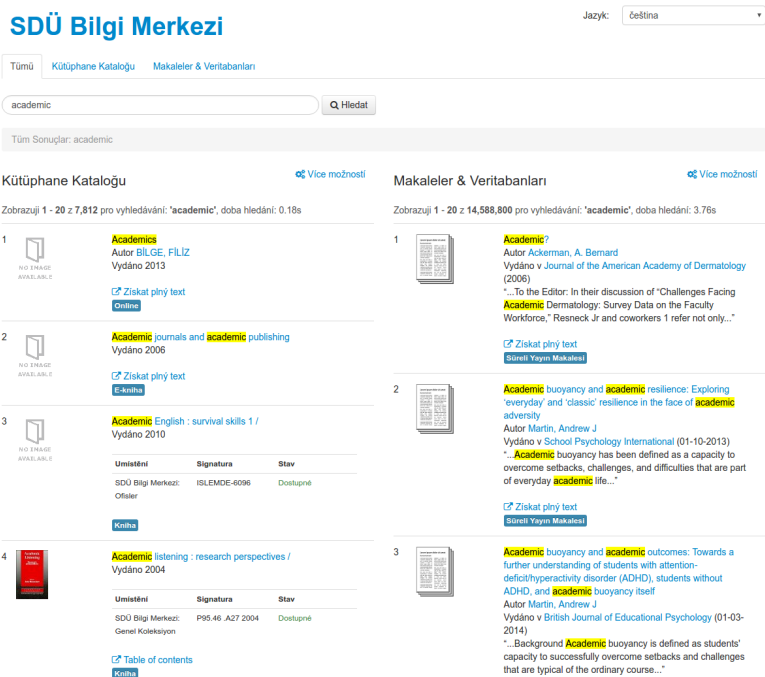 SDÜ Bilgi Merkezi
Jazyk:
čeština
Tümü
Kütüphane Kataloğu
Makaleler & Veritabanları
academic
Hledat
Tüm Sonuçlar: academic
Kütüphane Kataloğu
Více možností
Zobrazuji 1 - 20 z 7,812 pro vyhledávání: 'academic', doba hledání: 0.18s
1
NO IMAGE
AVAILABLE
Academics
Autor BİLGE, FİLİZ
Vydáno 2013
Získat plný text
Online
2
NO IMAGE
AVAILABLE
Academic journals and academic publishing
Vydáno 2006
Získat plný text
E-kniha
3
NO IMAGE
AVAILABLE
Academic English : survival skills 1 /
Vydáno 2010
Umístění Signatura Stav
SDÜ Bilgi Merkezi: ISLEMDE-6096 Dostupné
Ofisler
Kniha
4
Academic listening : research perspectives /
Vydáno 2004
Umístění Signatura Stav
SDÜ Bilgi Merkezi: P95.46 .A27 2004 Dostupné
Genel Koleksiyon
Table of contents
Kniha
Makaleler & Veritabanları
Více možností
Zobrazuji 1 - 20 z 14,588,800 pro vyhledávání: 'academic', doba hledání: 3.76s
1
Academic?
Autor Ackerman, A. Bernard
Vydáno v Journal of the American Academy of Dermatology
(2006)
“...To the Editor: In their discussion of “Challenges Facing
Academic Dermatology: Survey Data on the Faculty
Workforce,” Resneck Jr and coworkers 1 refer not only...”
Získat plný text
Süreli Yayın Makalesi
2
Academic buoyancy and academic resilience: Exploring
‘everyday’ and ‘classic’ resilience in the face of academic
adversity
Autor Martin, Andrew J
Vydáno v School Psychology International (01-10-2013)
“...Academic buoyancy has been defined as a capacity to
overcome setbacks, challenges, and difficulties that are part
of everyday academic life...”
Získat plný text
Süreli Yayın Makalesi
3
Academic buoyancy and academic outcomes: Towards a
further understanding of students with attention-
deficit/hyperactivity disorder (ADHD), students without
ADHD, and academic buoyancy itself
Autor Martin, Andrew J
Vydáno v British Journal of Educational Psychology (01-03-
2014)
“...Background Academic buoyancy is defined as students'
capacity to successfully overcome setbacks and challenges
that are typical of the ordinary course...”